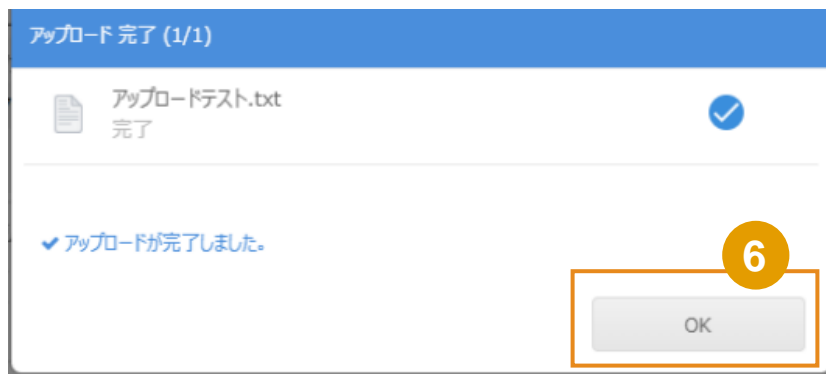 アップロード 完了 (1/1)
アップロードテスト.txt
完了
アップロードが完了しました。
6
OK